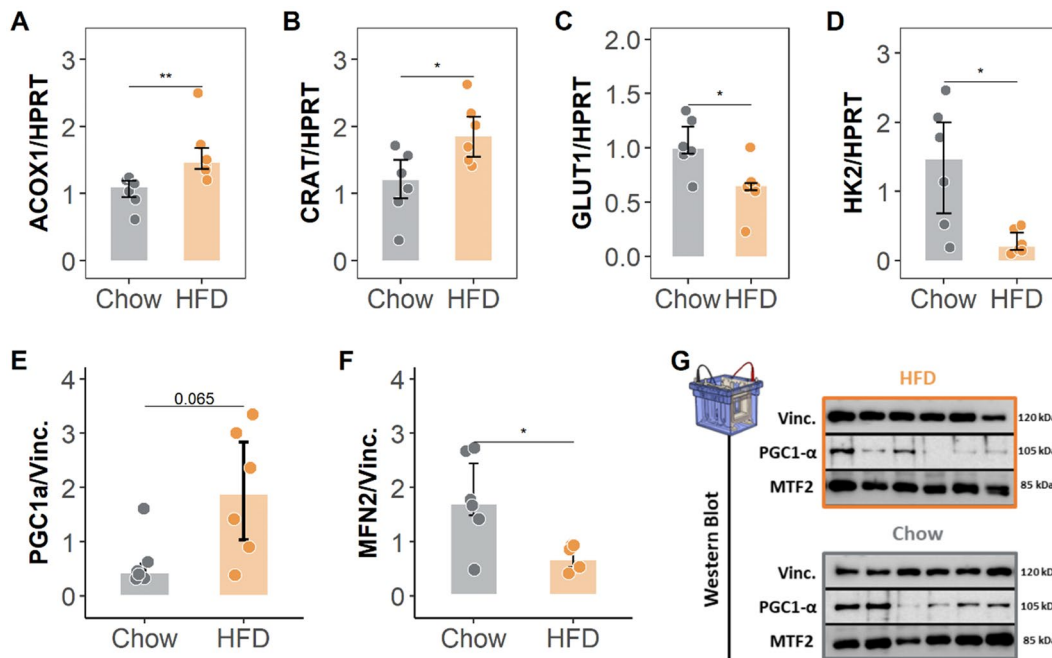 A
ACOX1/HPRT
3
2
1
0
**
Chow HFD
B
CRAT/HPRT
3
2
1
0
*
Chow HFD
C
GLUT1/HPRT
2.0
1.5
1.0
0.5
0.0
*
Chow HFD
D
HK2/HPRT
3
2
1
0
*
Chow HFD
E
PGC1a/Vinc.
4
3
2
1
0
0.065
Chow HFD
F
MFN2/Vinc.
4
3
2
1
0
*
Chow HFD
G
Western Blot
HFD
Vinc. 120 kDa
PGC1-α 105 kDa
MTF2 85 kDa
Chow
Vinc. 120 kDa
PGC1-α 105 kDa
MTF2 85 kDa